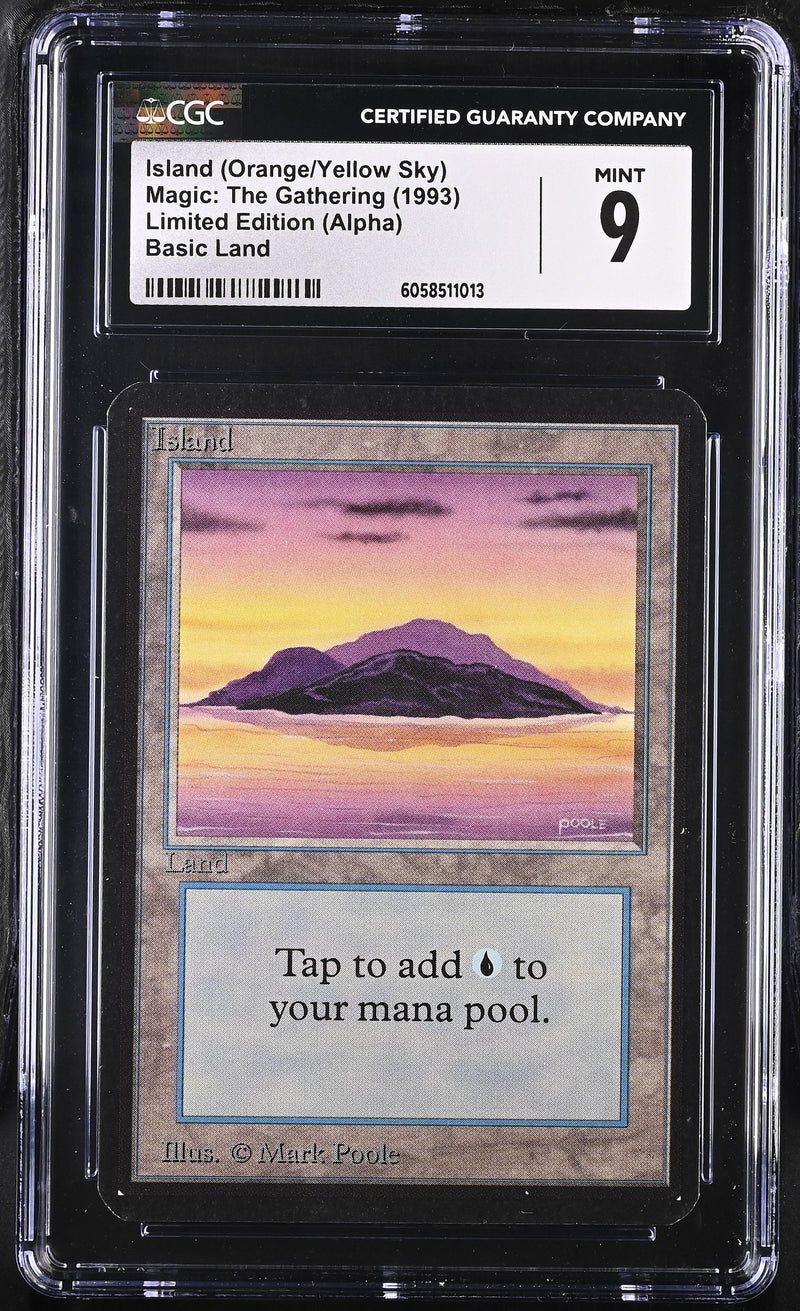 CGC
CERTIFIED GUARANTY COMPANY
Island (Orange/Yellow Sky)
Magic: The Gathering (1993)
Limited Edition (Alpha)
Basic Land
MINT
9
6058511013
Island
POOLE
Land
Tap to add to
your mana pool.
Illus. © Mark Poole